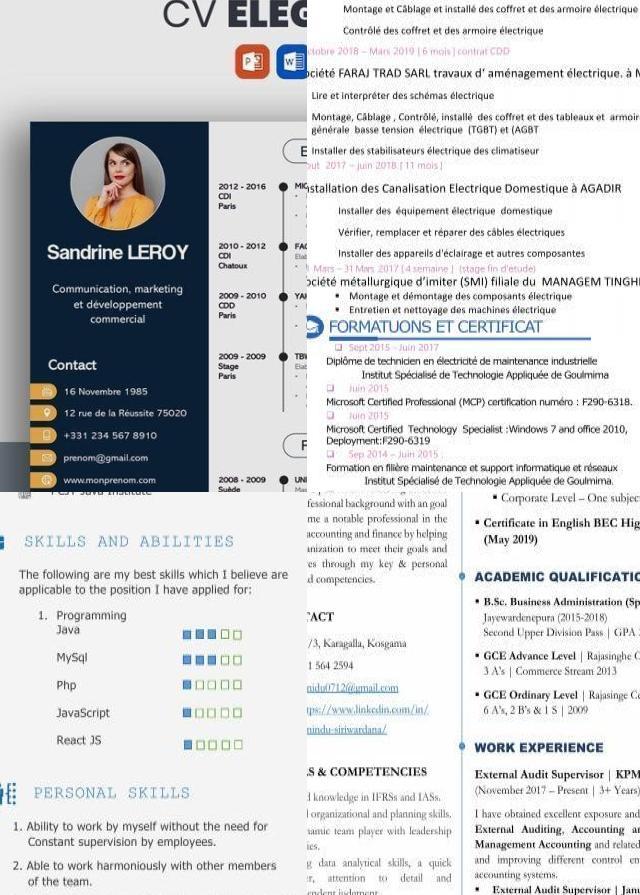 CV ELEG
Sandrine LEROY
Communication, marketing
et développement
commercial
Contact
16 Novembre 1985
12 rue de la Réussite 75020
+331 234 567 8910
prenom@gmail.com
www.monprenom.com
2012 - 2016
CDI
Paris
2010 - 2012
CDI
Chatoux
2009 - 2010
CDD
Paris
2009 - 2009
Stage
Paris
2008 - 2009
Suède
Montage et Câblage et installé des coffret et des armoire électrique
Contrôlé des coffret et des armoire électrique
ctobre 2018 – Mars 2019 [ 6 mois ] contrat CDD
ociété FARAJ TRAD SARL travaux d' aménagement électrique. à M
Lire et interpréter des schémas électrique
Montage, Câblage , Contrôlé, installé des coffret et des tableaux et armoire
générale basse tension électrique (TGBT) et (AGBT
Installer des stabilisateurs électrique des climatiseur
out 2017 – juin 2018 [ 11 mois ]
nstallation des Canalisation Electrique Domestique à AGADIR
Installer des équipement électrique domestique
Vérifier, remplacer et réparer des câbles électriques
Installer des appareils d'éclairage et autres composantes
Mars – 31 Mars 2017 [ 4 semaine ] (stage fin d'etude)
ociété métallurgique d'imiter (SMI) filiale du MANAGEM TINGHI
▪ Montage et démontage des composants électrique
▪ Entretien et nettoyage des machines électrique
FORMATUONS ET CERTIFICAT
❑ Sept 2015 - Juin 2017
Diplôme de technicien en électricité de maintenance industrielle
Institut Spécialisé de Technologie Appliquée de Goulmima
❑ Juin 2015
Microsoft Certified Professional (MCP) certification numéro : F290-6318.
❑ Juin 2015
Microsoft Certified Technology Specialist :Windows 7 and office 2010,
Deployment:F290-6319
❑ Sep 2014 – Juin 2015 :
Formation en filière maintenance et support informatique et réseaux
Institut Spécialisé de Technologie Appliquée de Goulmima.
SKILLS AND ABILITIES
The following are my best skills which I believe are
applicable to the position I have applied for:
1. Programming
Java
MySql
Php
JavaScript
React JS
PERSONAL SKILLS
1. Ability to work by myself without the need for
Constant supervision by employees.
2. Able to work harmoniously with other members
of the team.
fessional background with an goal
me a notable professional in the
accounting and finance by helping
anization to meet their goals and
es through my key & personal
d competencies.
TACT
/3, Karagalla, Kosgama
1 564 2594
nidu0712@gmail.com
tps://www.linkedin.com/in/
nindu-siriwardana/
LS & COMPETENCIES
d knowledge in IFRSs and IASs.
l organizational and planning skills.
namic team player with leadership
ies.
g data analytical skills, a quick
r, attention to detail and
endent judgment.
▪ Corporate Level – One subjec
▪ Certificate in English BEC Hig
(May 2019)
ACADEMIC QUALIFICATIO
▪ B.Sc. Business Administration (Sp
Jayewardenepura (2015-2018)
Second Upper Division Pass | GPA 3
▪ GCE Advance Level | Rajasinghe C
3 A's | Commerce Stream 2013
▪ GCE Ordinary Level | Rajasinge Ce
6 A's, 2 B's & 1 S | 2009
WORK EXPERIENCE
External Audit Supervisor | KPM
(November 2017 – Present | 3+ Years)
I have obtained excellent exposure and
External Auditing, Accounting an
Management Accounting and related
and improving different control en
accounting systems.
▪ External Audit Supervisor | Janu